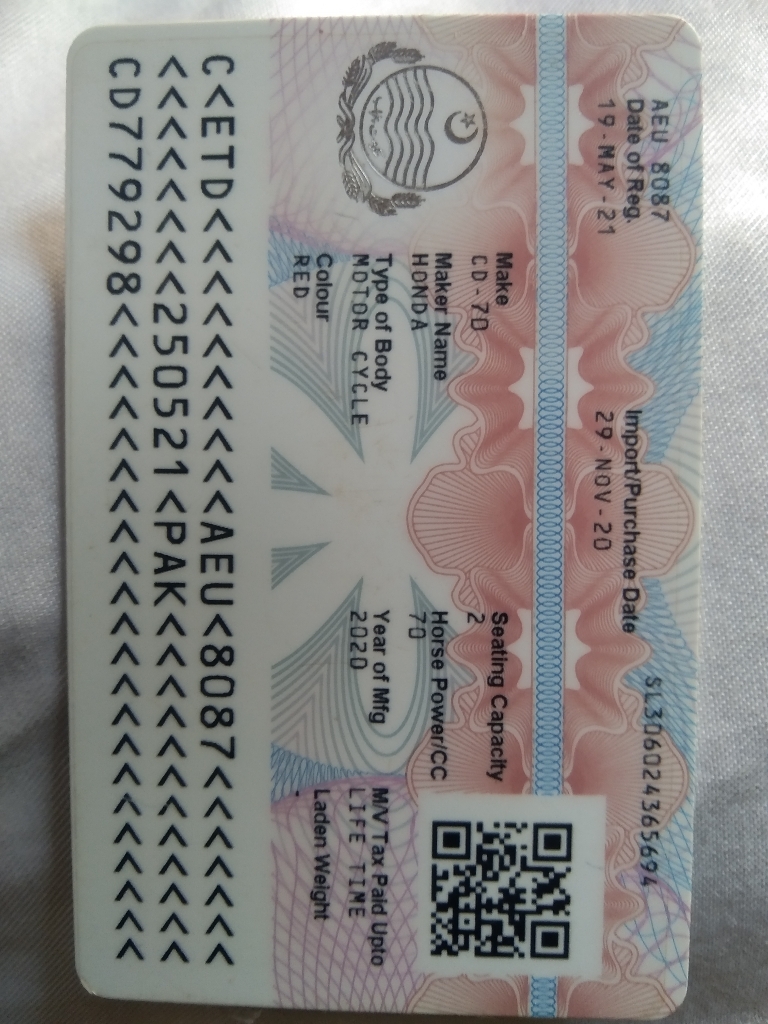 AEU 8087
SL306024365694
Date of Reg.
Import/Purchase Date
19-MAY-21
29-NOV-20
Make
Seating Capacity
CD-70
2
Maker Name
Horse Power/CC
HONDA
70
Type of Body
Year of Mfg
M/V Tax Paid Upto
MOTOR CYCLE
2020
LIFE TIME
Colour
Laden Weight
RED
-
C<ETD<<<<<<<<<<AEU<8087<<<<<<<
<<<<<<<<250521<PAK<<<<<<<<<<<<
CD779298<<<<<<<<<<<<<<<<<<<<<<